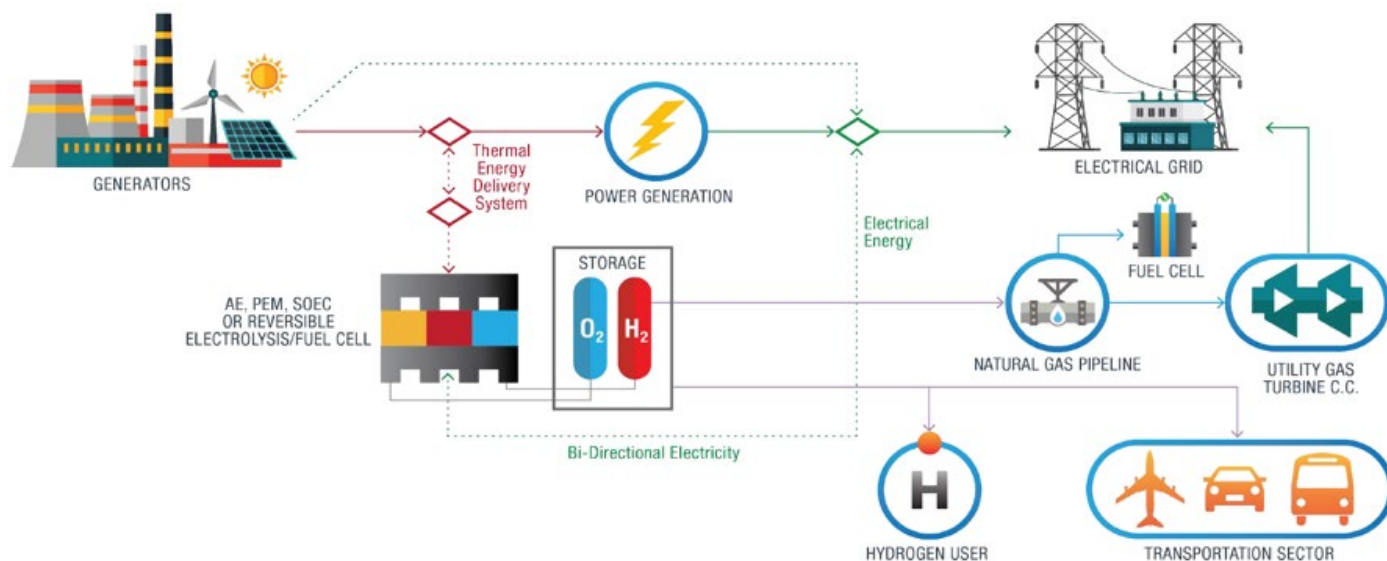 GENERATORS
Thermal
Energy
Delivery
System
POWER GENERATION
ELECTRICAL GRID
Electrical
Energy
FUEL CELL
AE, PEM, SOEC
OR REVERSIBLE
ELECTROLYSIS/FUEL CELL
STORAGE
O2
H2
NATURAL GAS PIPELINE
UTILITY GAS
TURBINE C.C.
Bi-Directional Electricity
H
HYDROGEN USER
TRANSPORTATION SECTOR